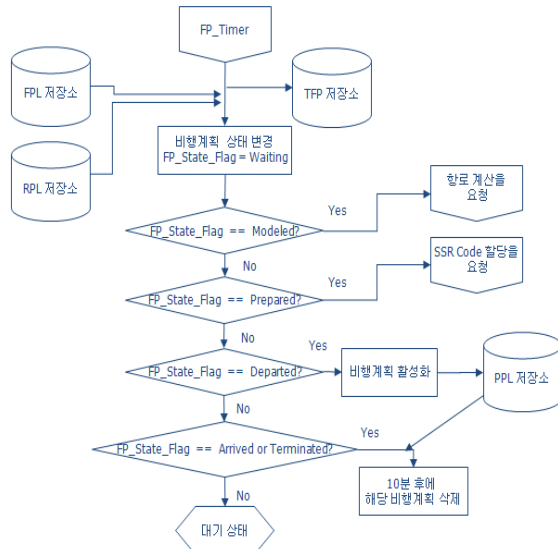 FP_Timer
FPL 저장소
TFP 저장소
비행계획 상태 변경
FP_State_Flag = Waiting
RPL 저장소
항로 계산을
요청
Yes
FP_State_Flag == Modeled?
No
SSR Code 할당을
요청
Yes
FP_State_Flag == Prepared?
No
Yes
FP_State_Flag == Departed?
비행계획 활성화
PPL 저장소
No
Yes
FP_State_Flag == Arrived or Terminated?
10분 후에
해당 비행계획 삭제
No
대기 상태